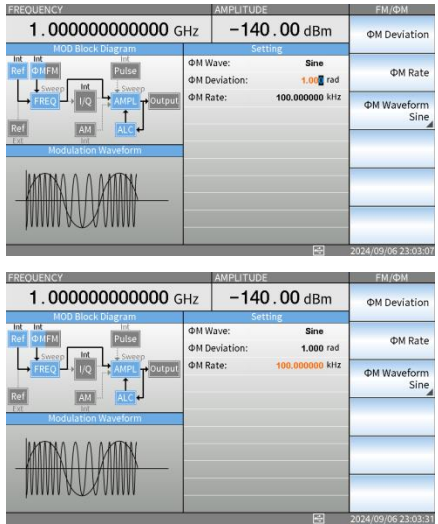 FREQUENCY AMPLITUDE FM/ΦM
1.000000000000 GHz −140.00 dBm
MOD Block Diagram Setting
Int Int Int
Ref ΦM FM Pulse
Sweep Int Sweep
FREQ I/Q AMPL Output
Ref AM ALC
Ext Int
Modulation Waveform
ΦM Wave: Sine
ΦM Deviation: 1.000 rad
ΦM Rate: 100.000000 kHz
ΦM Deviation
ΦM Rate
ΦM Waveform
Sine
2024/09/06 23:03:07
FREQUENCY AMPLITUDE FM/ΦM
1.000000000000 GHz −140.00 dBm
MOD Block Diagram Setting
Int Int Int
Ref ΦM FM Pulse
Sweep Int Sweep
FREQ I/Q AMPL Output
Ref AM ALC
Ext Int
Modulation Waveform
ΦM Wave: Sine
ΦM Deviation: 1.000 rad
ΦM Rate: 100.000000 kHz
ΦM Deviation
ΦM Rate
ΦM Waveform
Sine
2024/09/06 23:03:31